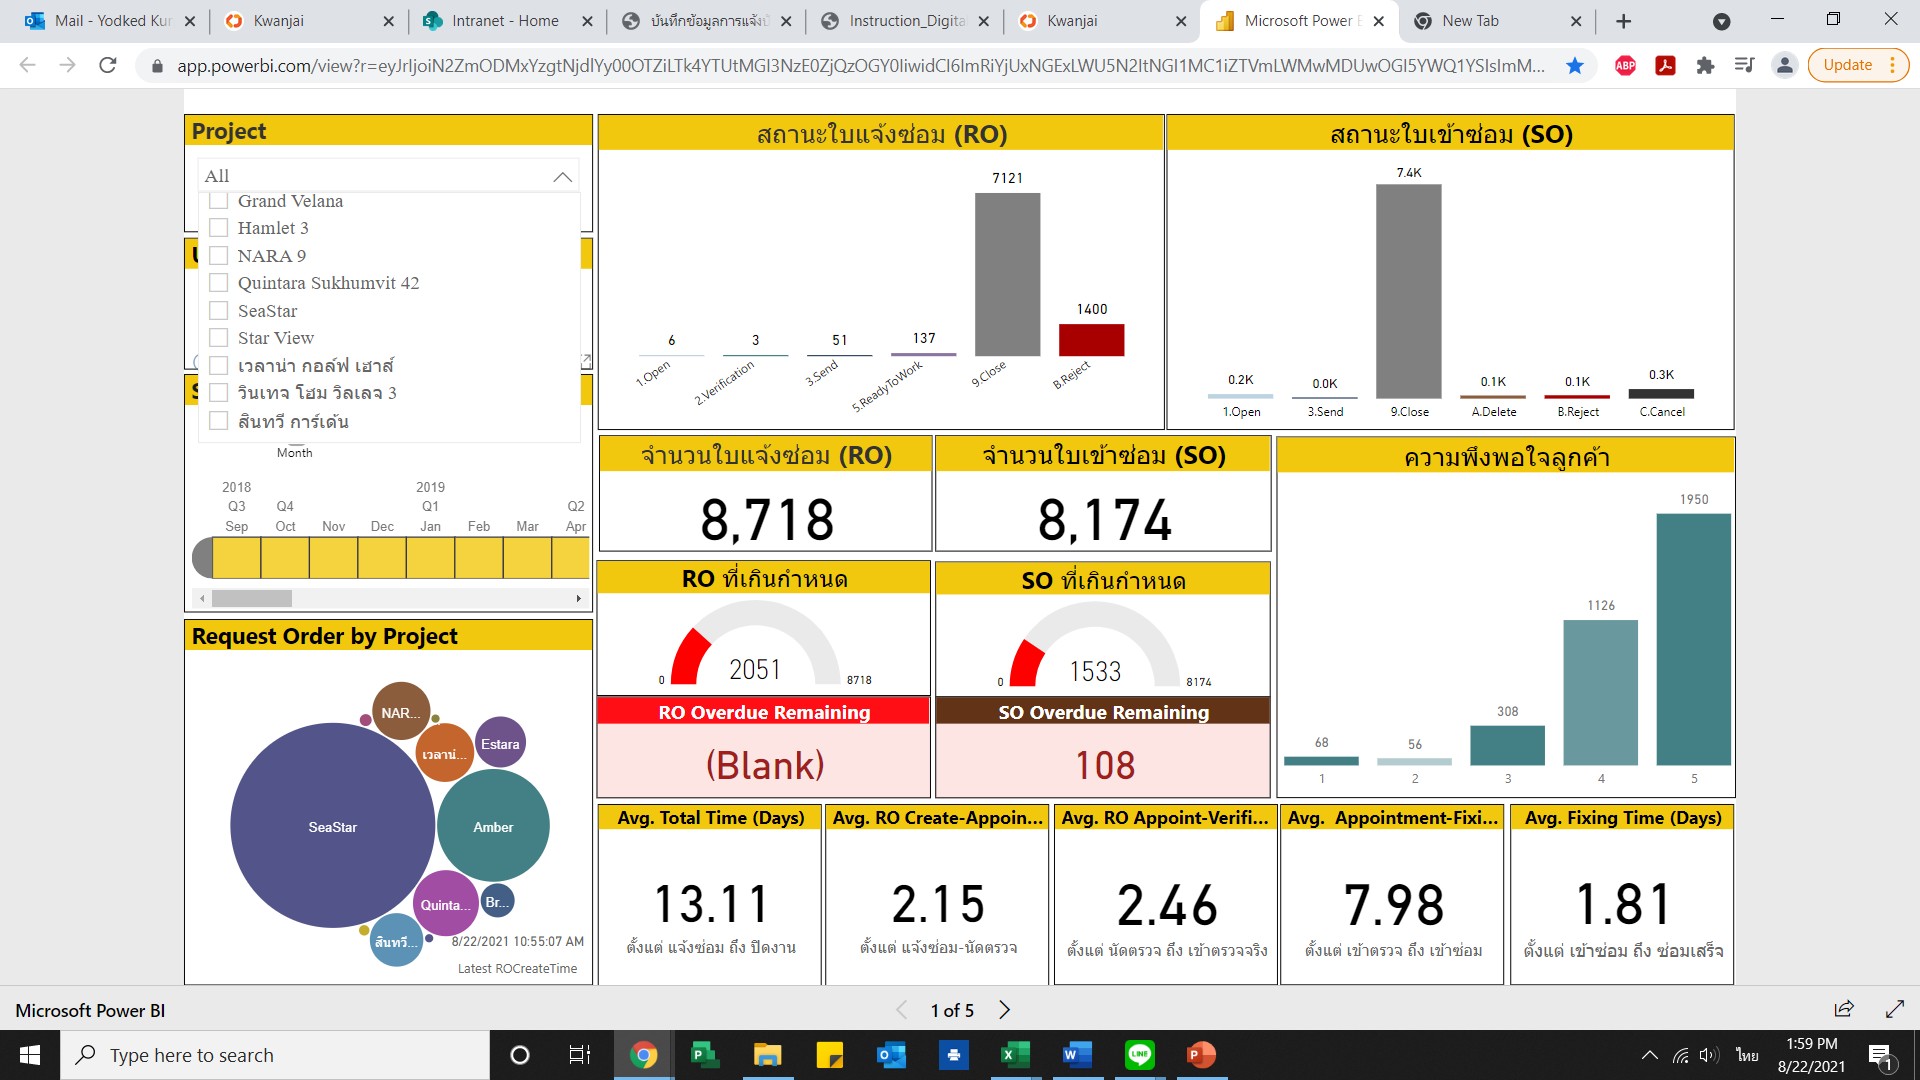 Mail - Yodked Kur
Kwanjai
Intranet - Home
บันทึกข้อมูลการแจ้งบ้
Instruction_Digita
Kwanjai
Microsoft Power B
New Tab
ABP
Update
Project
สถานะใบแจ้งซ่อม (RO)
สถานะใบเข้าซ่อม (SO)
All
Grand Velana
Hamlet 3
NARA 9
Quintara Sukhumvit 42
SeaStar
Star View
เวลาน่า กอล์ฟ เฮาส์
วินเทจ โฮม วิลเลจ 3
สินทวี การ์เด้น
6
3
51
137
7121
1400
1.Open
2.Verification
3.Send
5.ReadyToWork
9.Close
B.Reject
0.2K
0.0K
7.4K
0.1K
0.1K
0.3K
1.Open
3.Send
9.Close
A.Delete
B.Reject
C.Cancel
Month
2018
2019
Q3
Q4
Q1
Q2
Sep
Oct
Nov
Dec
Jan
Feb
Mar
Apr
จำนวนใบแจ้งซ่อม (RO)
8,718
จำนวนใบเข้าซ่อม (SO)
8,174
ความพึงพอใจลูกค้า
68
56
308
1126
1950
1
2
3
4
5
RO ที่เกินกำหนด
2051
0
8718
SO ที่เกินกำหนด
1533
0
8174
RO Overdue Remaining
(Blank)
SO Overdue Remaining
108
Request Order by Project
NAR...
เวลาน่...
Estara
SeaStar
Amber
Quinta...
Br...
สินทวี...
8/22/2021 10:55:07 AM
Latest ROCreateTime
Avg. Total Time (Days)
13.11
ตั้งแต่ แจ้งซ่อม ถึง ปิดงาน
Avg. RO Create-Appoin...
2.15
ตั้งแต่ แจ้งซ่อม-นัดตรวจ
Avg. RO Appoint-Verifi...
2.46
ตั้งแต่ นัดตรวจ ถึง เข้าตรวจจริง
Avg. Appointment-Fixi...
7.98
ตั้งแต่ เข้าตรวจ ถึง เข้าซ่อม
Avg. Fixing Time (Days)
1.81
ตั้งแต่ เข้าซ่อม ถึง ซ่อมเสร็จ
Microsoft Power BI
1 of 5
Type here to search
LINE
ไทย
1:59 PM
8/22/2021
1